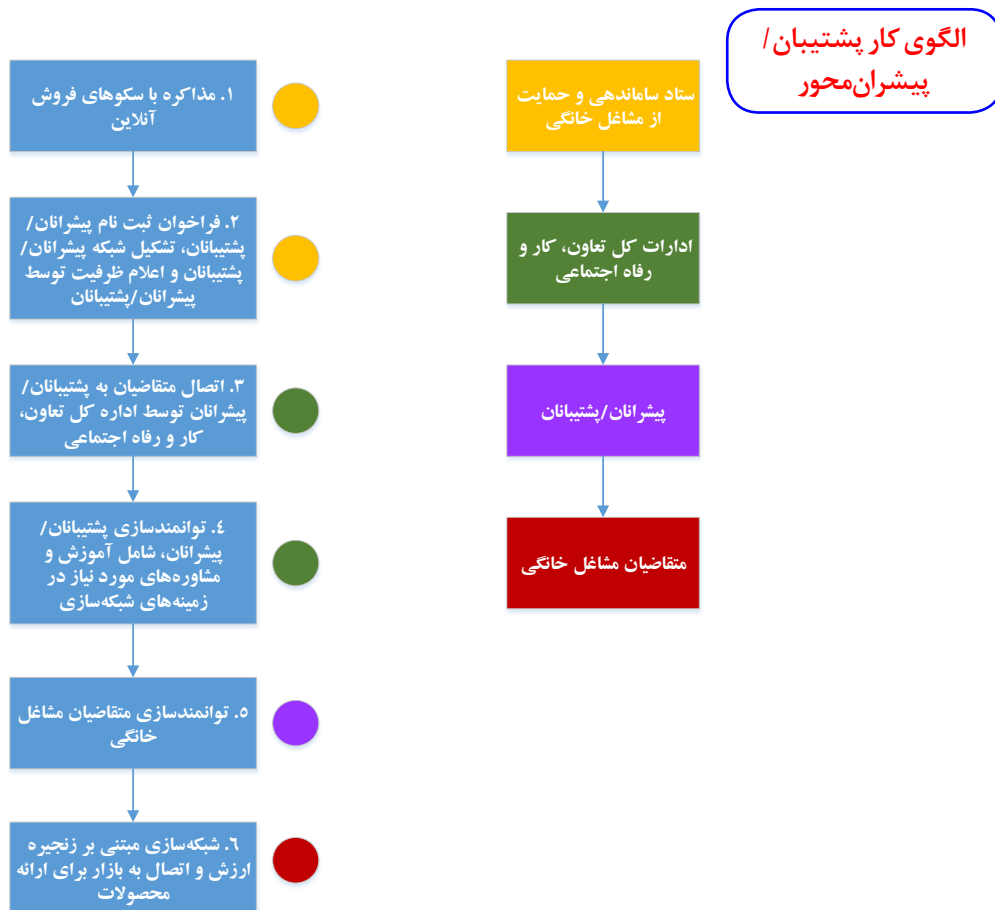 الگوی کار پشتیبان/
پیشران‌محور
ستاد ساماندهی و حمایت
از مشاغل خانگی
ادارات کل تعاون، کار و
رفاه اجتماعی
پیشرانان/پشتیبانان
متقاضیان مشاغل خانگی
۱. مذاکره با سکوهای فروش
آنلاین
۲. فراخوان ثبت نام پیشرانان/
پشتیبانان، تشکیل شبکه پیشرانان/
پشتیبانان و اعلام ظرفیت توسط
پیشرانان/پشتیبانان
۳. اتصال متقاضیان به پشتیبانان/
پیشرانان توسط اداره کل تعاون،
کار و رفاه اجتماعی
٤. توانمندسازی پشتیبانان/
پیشرانان، شامل آموزش و
مشاوره‌های مورد نیاز در
زمینه‌های شبکه‌سازی
٥. توانمندسازی متقاضیان مشاغل
خانگی
٦. شبکه‌سازی مبتنی بر زنجیره
ارزش و اتصال به بازار برای ارائه
محصولات